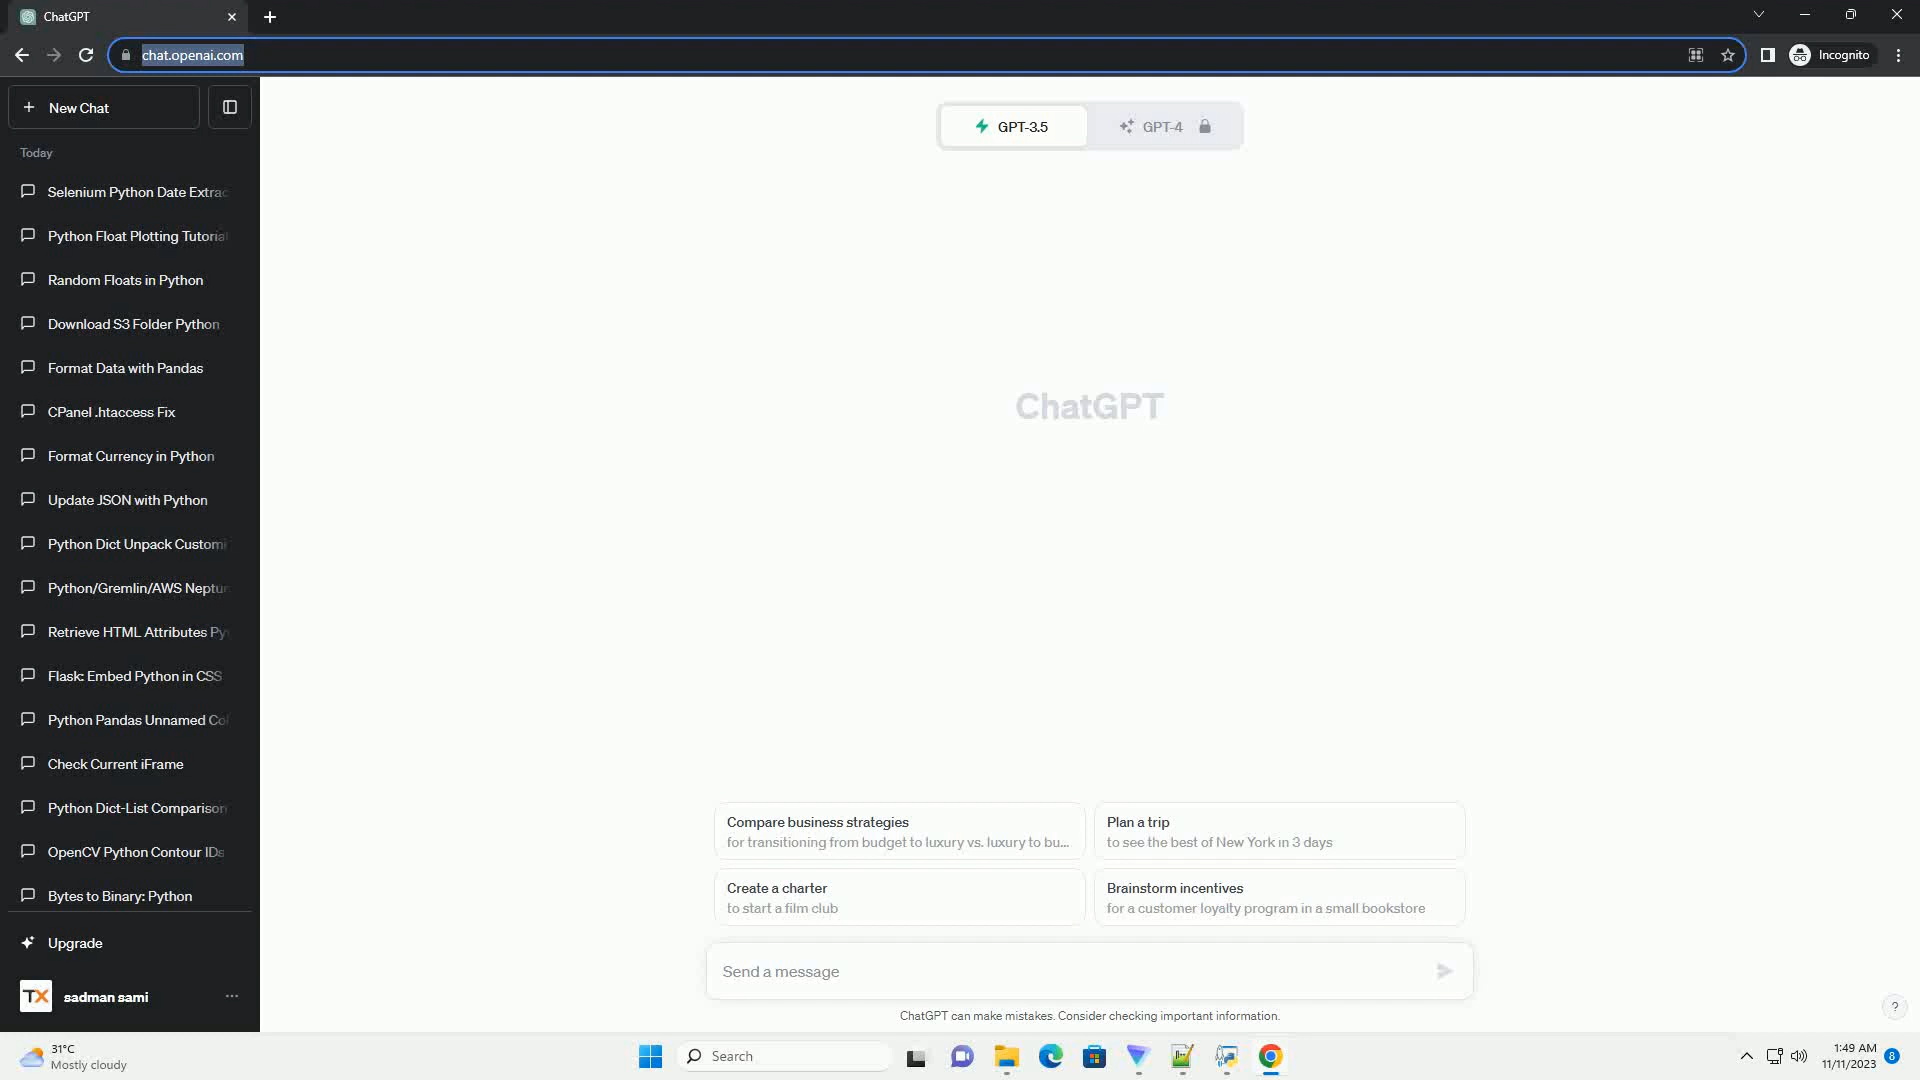 ChatGPT
chat.openai.com
Incognito
New Chat
Today
Selenium Python Date Extrac
Python Float Plotting Tutorial
Random Floats in Python
Download S3 Folder Python
Format Data with Pandas
CPanel .htaccess Fix
Format Currency in Python
Update JSON with Python
Python Dict Unpack Customi
Python/Gremlin/AWS Neptun
Retrieve HTML Attributes Py
Flask: Embed Python in CSS
Python Pandas Unnamed Col
Check Current iFrame
Python Dict-List Comparison
OpenCV Python Contour IDs
Bytes to Binary: Python
Upgrade
TX
sadman sami
GPT-3.5
GPT-4
ChatGPT
Compare business strategies
for transitioning from budget to luxury vs. luxury to bu...
Plan a trip
to see the best of New York in 3 days
Create a charter
to start a film club
Brainstorm incentives
for a customer loyalty program in a small bookstore
Send a message
ChatGPT can make mistakes. Consider checking important information.
?
31°C
Mostly cloudy
Search
1:49 AM
11/11/2023
8